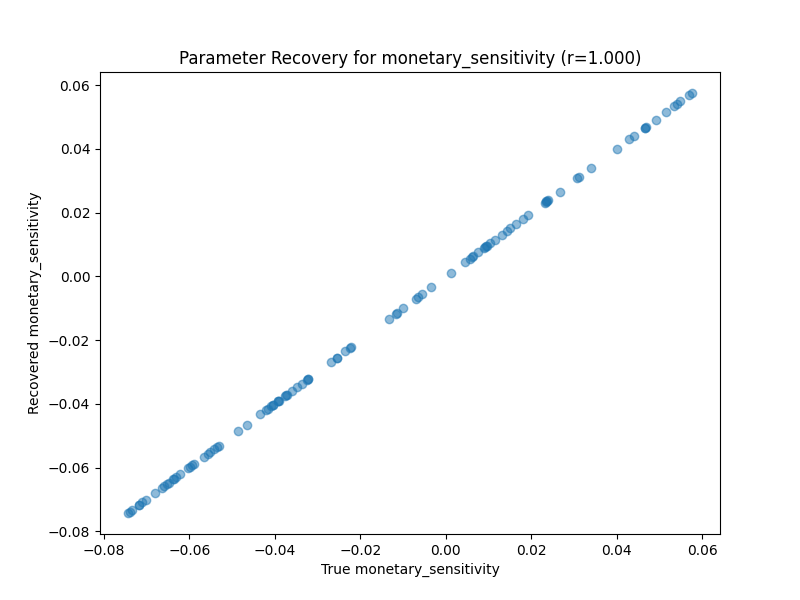 Parameter Recovery for monetary_sensitivity (r=1.000)
0.06
0.04
0.02
0.00
−0.02
−0.04
−0.06
−0.08
Recovered monetary_sensitivity
−0.08 −0.06 −0.04 −0.02 0.00 0.02 0.04 0.06
True monetary_sensitivity